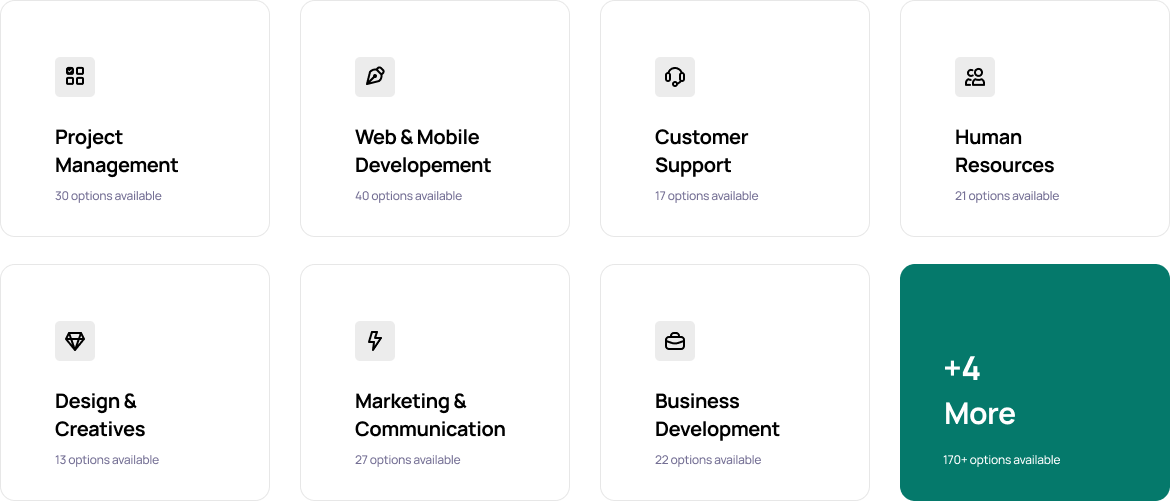 Project
Management
30 options available
Web & Mobile
Developement
40 options available
Customer
Support
17 options available
Human
Resources
21 options available
Design &
Creatives
13 options available
Marketing &
Communication
27 options available
Business
Development
22 options available
+4
More
170+ options available